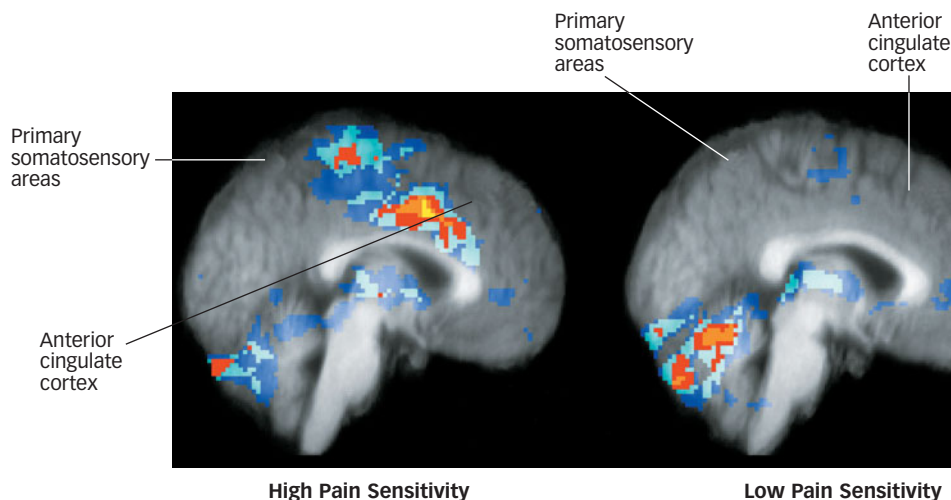 Primary
somatosensory
areas
Anterior
cingulate
cortex
Primary
somatosensory
areas
Anterior
cingulate
cortex
High Pain Sensitivity
Low Pain Sensitivity